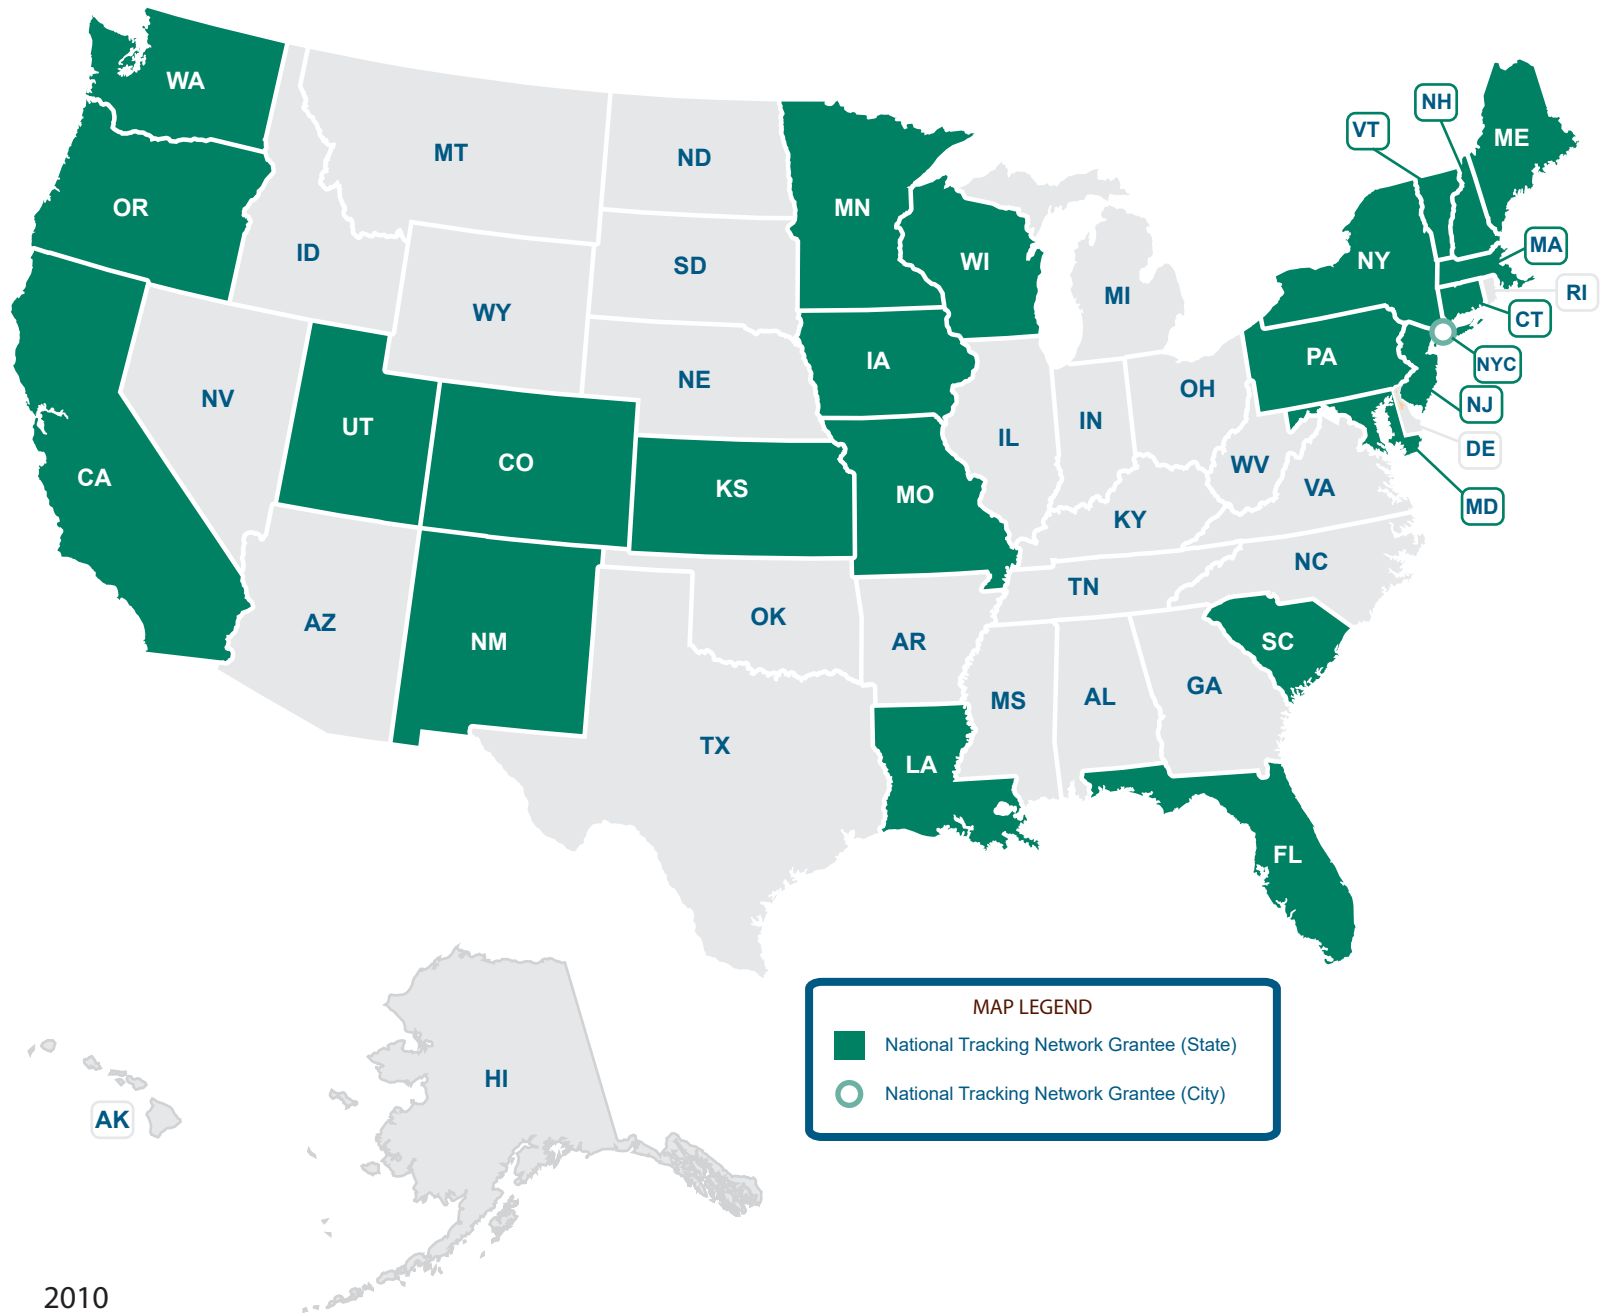 WA
MT
ND
MN
NH
VT
ME
OR
ID
SD
WI
NY
MA
WY
MI
RI
CT
IA
PA
NYC
NE
OH
NJ
NV
UT
IN
IL
DE
CA
CO
KS
MO
WV
VA
MD
KY
NC
TN
AZ
NM
OK
AR
SC
MS
AL
GA
TX
LA
FL
HI
AK
MAP LEGEND
National Tracking Network Grantee (State)
National Tracking Network Grantee (City)
2010